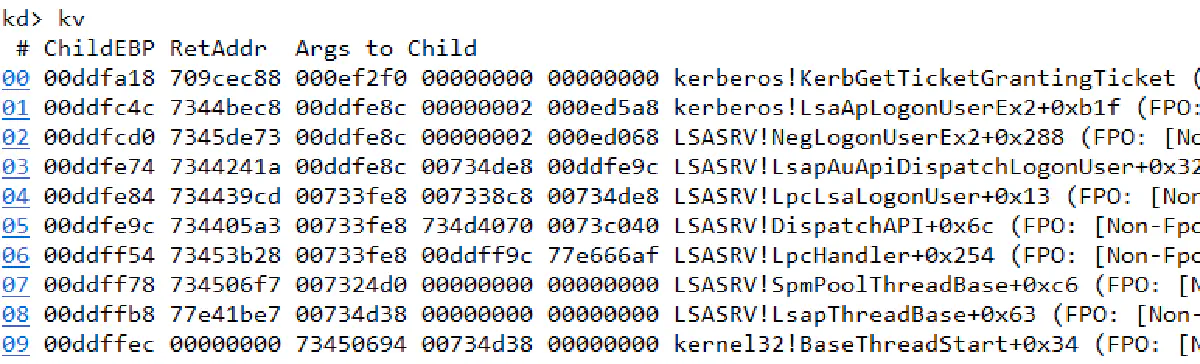 kd> kv
 # ChildEBP RetAddr  Args to Child
00 00ddfa18 709cec88 000ef2f0 00000000 00000000 kerberos!KerbGetTicketGrantingTicket (
01 00ddfc4c 7344bec8 00ddfe8c 00000002 000ed5a8 kerberos!LsaApLogonUserEx2+0xb1f (FPO:
02 00ddfcd0 7345de73 00ddfe8c 00000002 000ed068 LSASRV!NegLogonUserEx2+0x288 (FPO: [No
03 00ddfe74 7344241a 00ddfe8c 00734de8 00ddfe9c LSASRV!LsapAuApiDispatchLogonUser+0x32
04 00ddfe84 734439cd 00733fe8 007338c8 00734de8 LSASRV!LpcLsaLogonUser+0x13 (FPO: [Non
05 00ddfe9c 734405a3 00733fe8 734d4070 0073c040 LSASRV!DispatchAPI+0x6c (FPO: [Non-Fpo
06 00ddff54 73453b28 00733fe8 00ddff9c 77e666af LSASRV!LpcHandler+0x254 (FPO: [Non-Fpo
07 00ddff78 734506f7 007324d0 00000000 00000000 LSASRV!SpmPoolThreadBase+0xc6 (FPO: [N
08 00ddffb8 77e41be7 00734d38 00000000 00000000 LSASRV!LsapThreadBase+0x63 (FPO: [Non-
09 00ddffec 00000000 73450694 00734d38 00000000 kernel32!BaseThreadStart+0x34 (FPO: [N